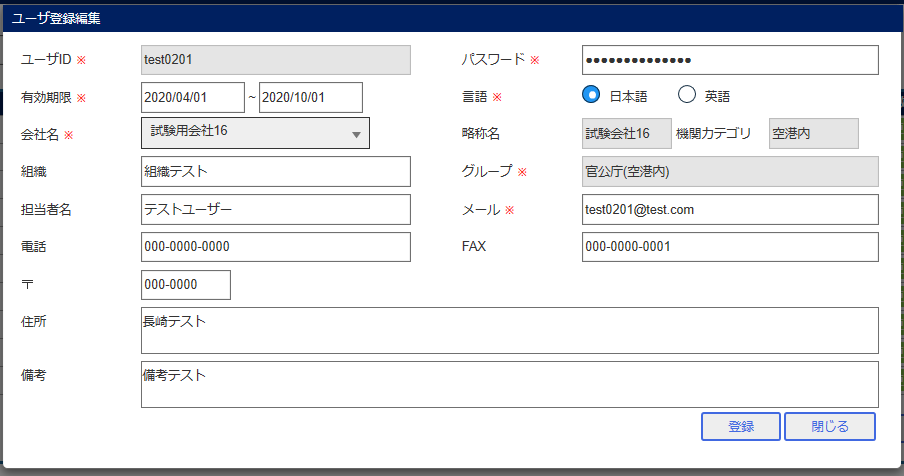 ユーザ登録編集
ユーザID ※ test0201 パスワード ※ ●●●●●●●●●●●●●●
有効期限 ※ 2020/04/01 ~ 2020/10/01 言語 ※ 日本語 英語
会社名 ※ 試験用会社16 略称名 試験会社16 機関カテゴリ 空港内
組織 組織テスト グループ ※ 官公庁(空港内)
担当者名 テストユーザー メール ※ test0201@test.com
電話 000-0000-0000 FAX 000-0000-0001
〒 000-0000
住所 長崎テスト
備考 備考テスト
登録 閉じる